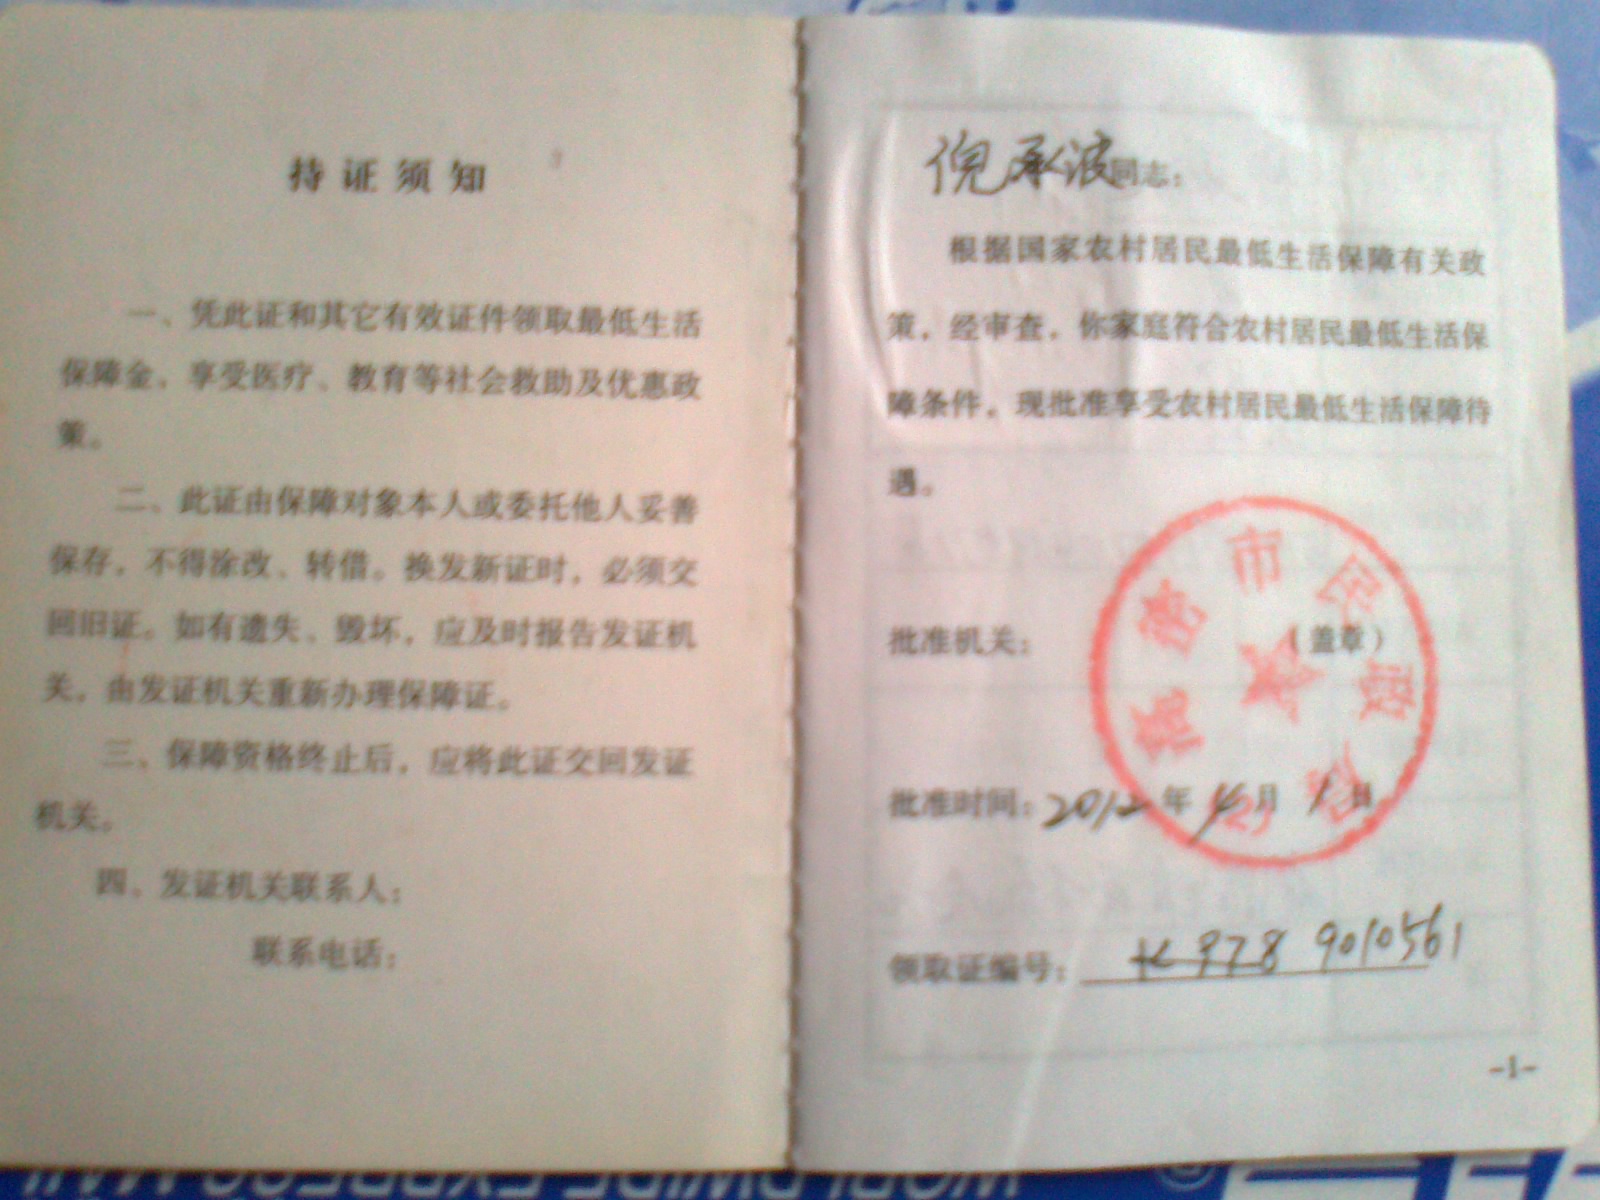 持证须知
一、凭此证和其它有效证件领取最低生活
保障金，享受医疗、教育等社会救助及优惠政
策。
二、此证由保障对象本人或委托他人妥善
保存，不得涂改、转借。换发新证时，必须交
回旧证。如有遗失、毁坏，应及时报告发证机
关，由发证机关重新办理保障证。
三、保障资格终止后，应将此证交回发证
机关。
四、发证机关联系人：
联系电话：
倪承波同志：
根据国家农村居民最低生活保障有关政
策，经审查，你家庭符合农村居民最低生活保
障条件，现批准享受农村居民最低生活保障待
遇。
批准机关：（盖章）
市民政局
批准时间：2012年4月1日
领取证编号：978 9010561
-1-